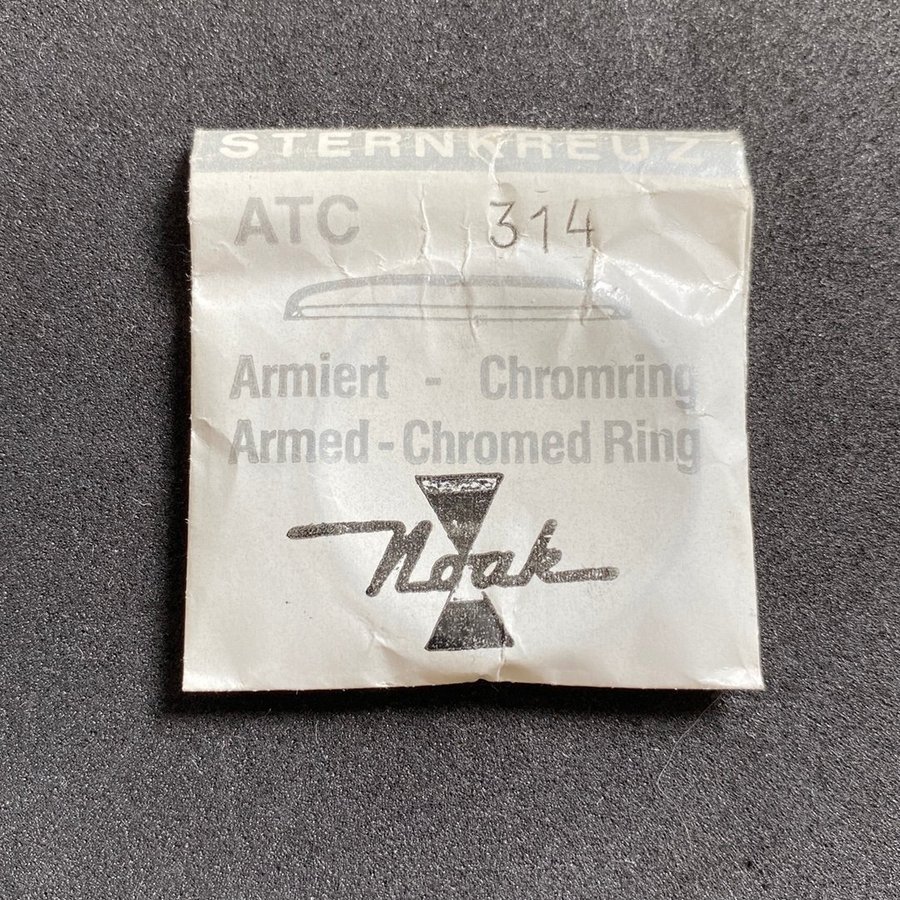 STERNKREUZ
ATC 314
Armiert - Chromring
Armed - Chromed Ring
Noak